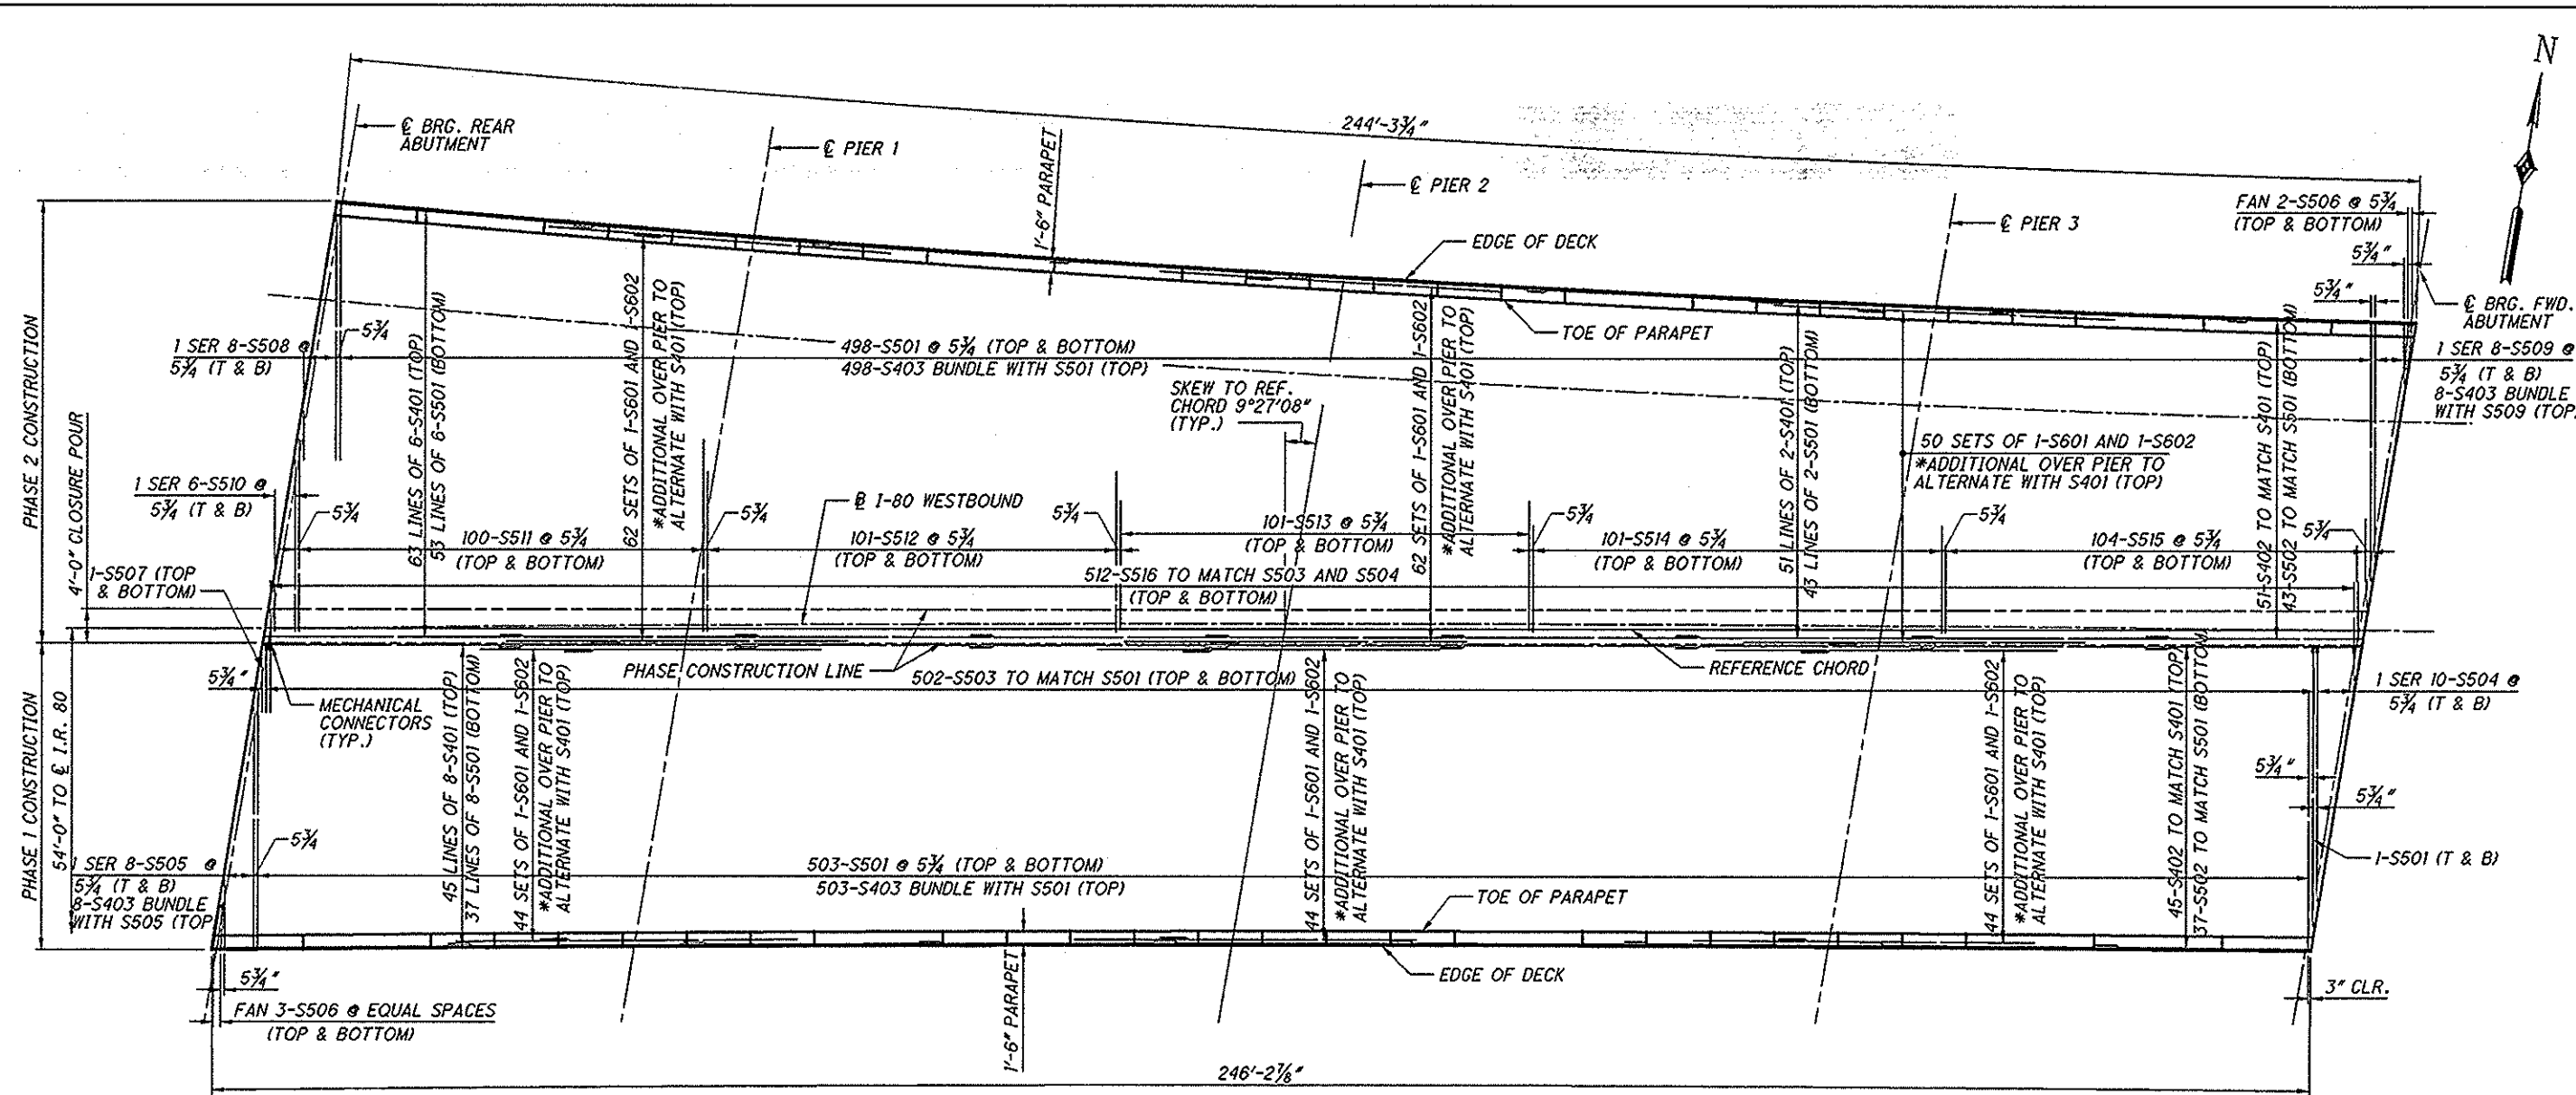 N
244'-3¾"
℄ BRG. REAR
ABUTMENT
℄ PIER 1
1'-6" PARAPET
℄ PIER 2
℄ PIER 3
FAN 2-S506 @ 5¾
(TOP & BOTTOM)
5¾"
5¾"
EDGE OF DECK
TOE OF PARAPET
℄ BRG. FWD.
ABUTMENT
PHASE 2 CONSTRUCTION
1 SER 8-S508 @
5¾ (T & B)
5¾
498-S501 @ 5¾ (TOP & BOTTOM)
498-S403 BUNDLE WITH S501 (TOP)
1 SER 8-S509 @
5¾ (T & B)
8-S403 BUNDLE
WITH S509 (TOP
SKEW TO REF.
CHORD 9°27'08"
(TYP.)
63 LINES OF 6-S401 (TOP)
53 LINES OF 6-S501 (BOTTOM)
62 SETS OF 1-S601 AND 1-S602
*ADDITIONAL OVER PIER TO
ALTERNATE WITH S401 (TOP)
62 SETS OF 1-S601 AND 1-S602
*ADDITIONAL OVER PIER TO
ALTERNATE WITH S401 (TOP)
51 LINES OF 2-S401 (TOP)
43 LINES OF 2-S501 (BOTTOM)
50 SETS OF 1-S601 AND 1-S602
*ADDITIONAL OVER PIER TO
ALTERNATE WITH S401 (TOP)
51-S402 TO MATCH S401 (TOP)
43-S502 TO MATCH S501 (BOTTOM)
4'-0" CLOSURE POUR
1 SER 6-S510 @
5¾ (T & B)
5¾
℄ I-80 WESTBOUND
100-S511 @ 5¾
(TOP & BOTTOM)
5¾
101-S512 @ 5¾
(TOP & BOTTOM)
5¾
101-S513 @ 5¾
(TOP & BOTTOM)
5¾
101-S514 @ 5¾
(TOP & BOTTOM)
5¾
104-S515 @ 5¾
(TOP & BOTTOM)
5¾
1-S507 (TOP
& BOTTOM)
512-S516 TO MATCH S503 AND S504
(TOP & BOTTOM)
PHASE CONSTRUCTION LINE
REFERENCE CHORD
PHASE 1 CONSTRUCTION
54'-0" TO ℄ I.R. 80
5¾"
502-S503 TO MATCH S501 (TOP & BOTTOM)
1 SER 10-S504 @
5¾ (T & B)
MECHANICAL
CONNECTORS
(TYP.)
45 LINES OF 8-S401 (TOP)
37 LINES OF 8-S501 (BOTTOM)
44 SETS OF 1-S601 AND 1-S602
*ADDITIONAL OVER PIER TO
ALTERNATE WITH S401 (TOP)
44 SETS OF 1-S601 AND 1-S602
*ADDITIONAL OVER PIER TO
ALTERNATE WITH S401 (TOP)
44 SETS OF 1-S601 AND 1-S602
*ADDITIONAL OVER PIER TO
ALTERNATE WITH S401 (TOP)
45-S402 TO MATCH S401 (TOP)
37-S502 TO MATCH S501 (BOTTOM)
5¾"
5¾"
1-S501 (T & B)
5¾
1 SER 8-S505 @
5¾ (T & B)
8-S403 BUNDLE
WITH S505 (TOP
503-S501 @ 5¾ (TOP & BOTTOM)
503-S403 BUNDLE WITH S501 (TOP)
TOE OF PARAPET
EDGE OF DECK
5¾"
FAN 3-S506 @ EQUAL SPACES
(TOP & BOTTOM)
1'-6" PARAPET
3" CLR.
246'-2⅞"